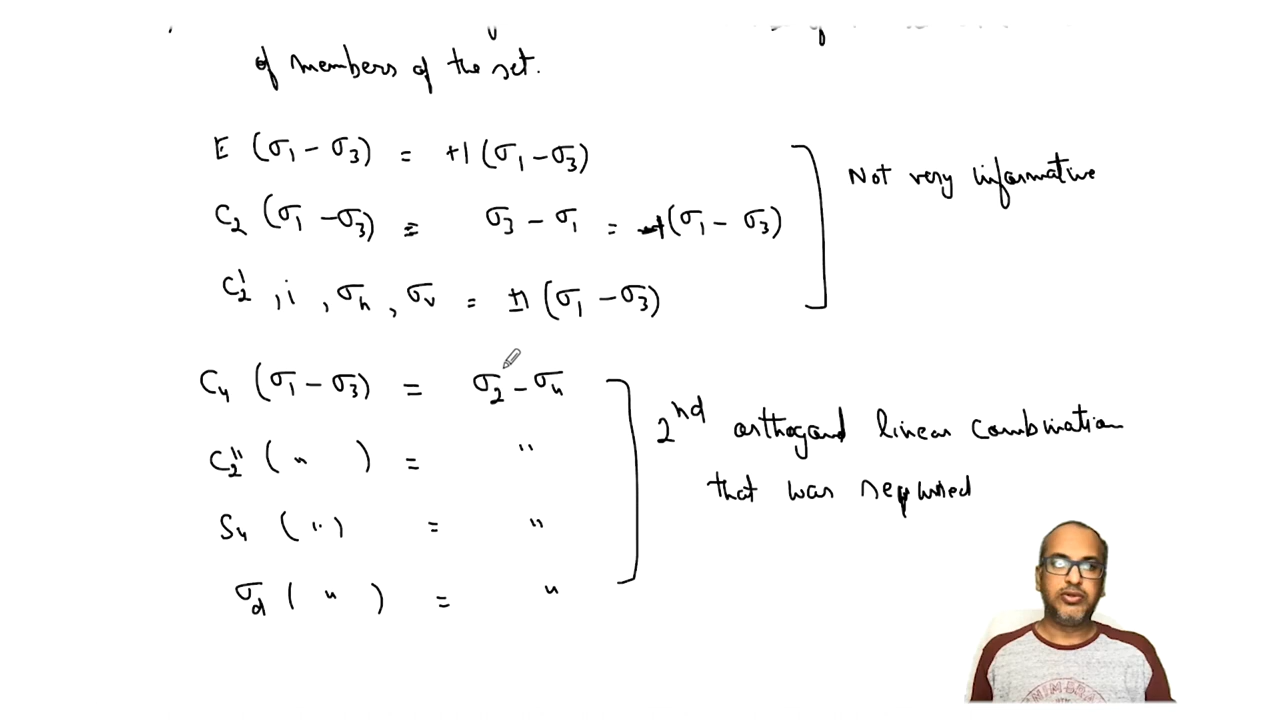 of members of the set.
E (σ1 − σ3) = +1 (σ1 − σ3)
Not very informative
C2 (σ1 − σ3) = σ3 − σ1 = −1(σ1 − σ3)
C2', i, σh, σv = ±1 (σ1 − σ3)
C4 (σ1 − σ3) = σ2 − σ4
2nd orthogonal linear combination
that was required
C2'' ( " ) = "
S4 ( " ) = "
σd ( " ) = "